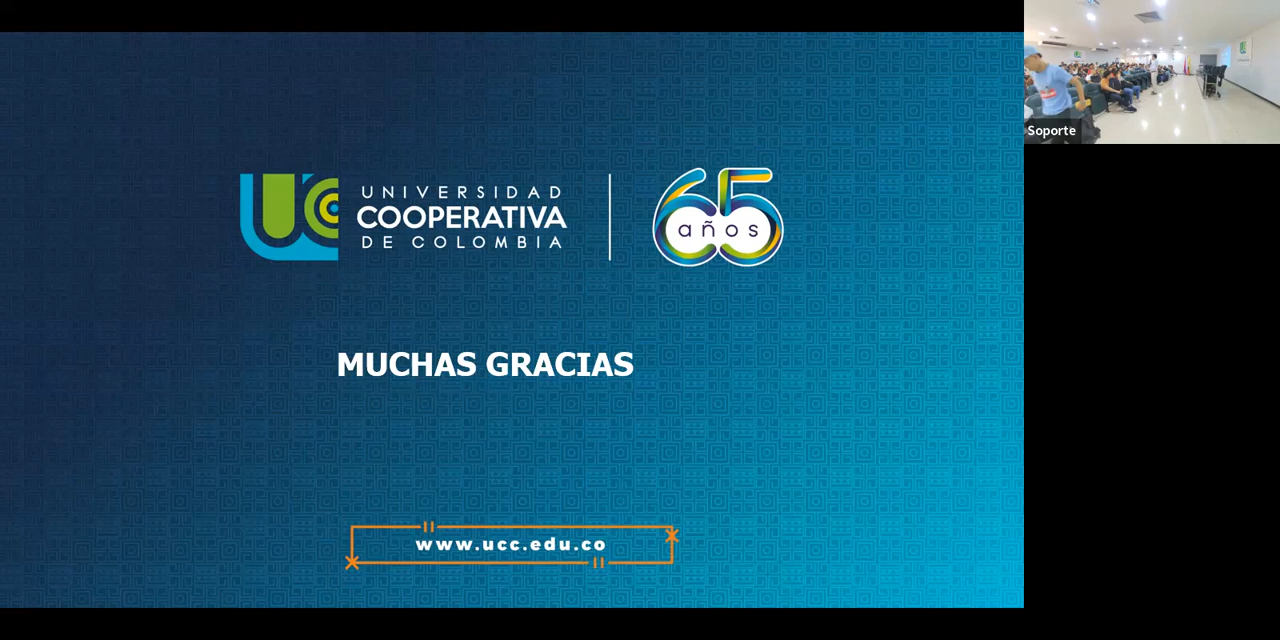 UNIVERSIDAD
COOPERATIVA
DE COLOMBIA
65
años
MUCHAS GRACIAS
www.ucc.edu.co
Soporte